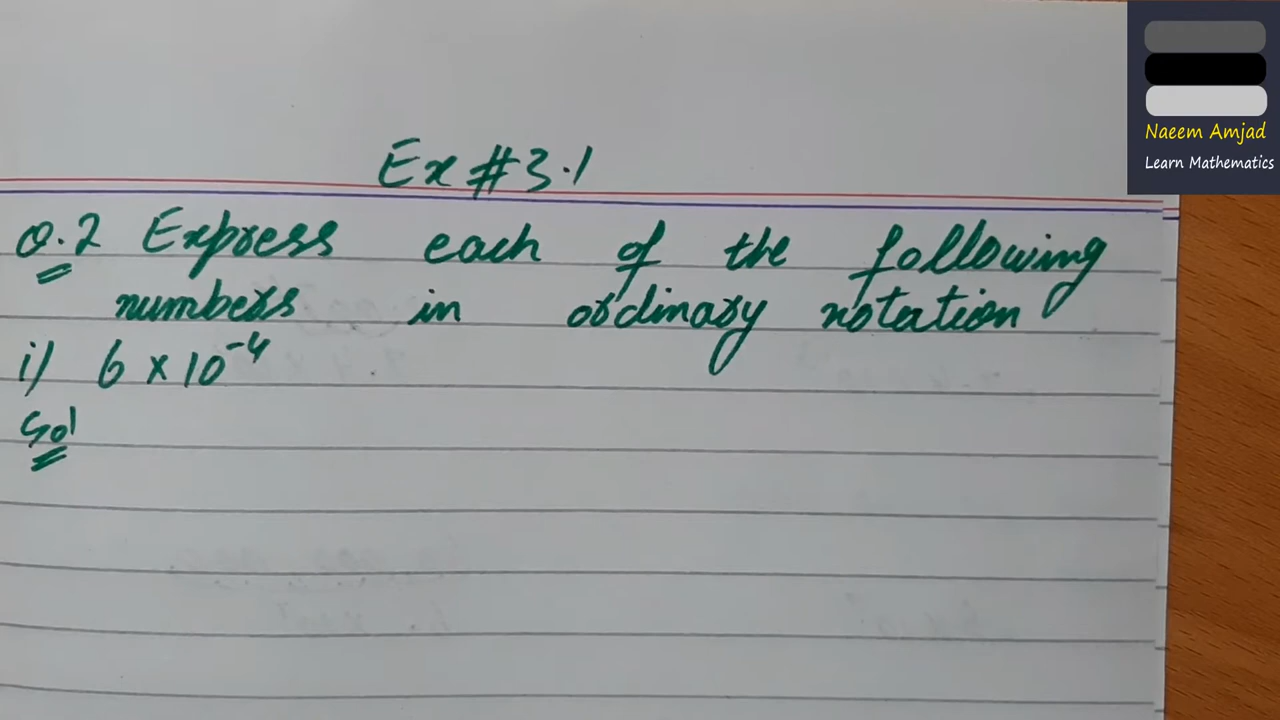 Ex #3.1
Q.2 Express each of the following
numbers in ordinary notation
i) 6 × 10⁻⁴
Sol
Naeem Amjad
Learn Mathematics